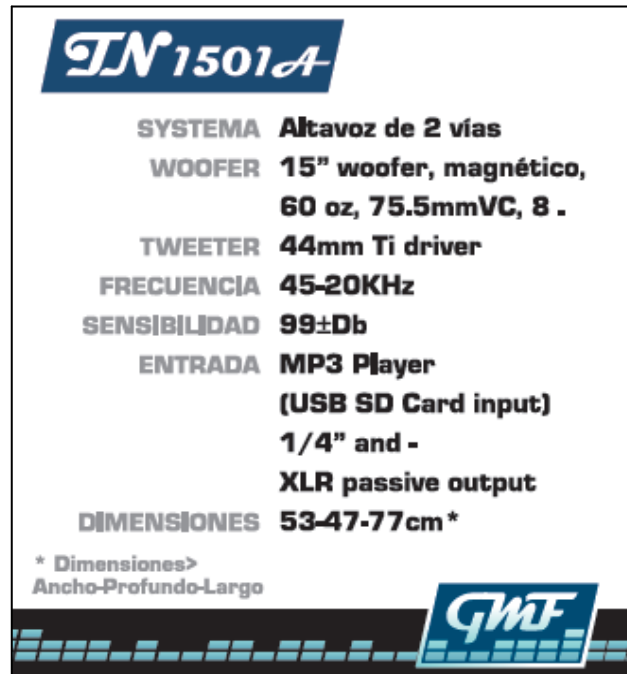 TN 1501A
SYSTEMA Altavoz de 2 vías
WOOFER 15” woofer, magnético,
60 oz, 75.5mmVC, 8 .
TWEETER 44mm Ti driver
FRECUENCIA 45-20KHz
SENSIBILIDAD 99±Db
ENTRADA MP3 Player
(USB SD Card input)
1/4” and -
XLR passive output
DIMENSIONES 53-47-77cm*
* Dimensiones>
Ancho-Profundo-Largo
GMF